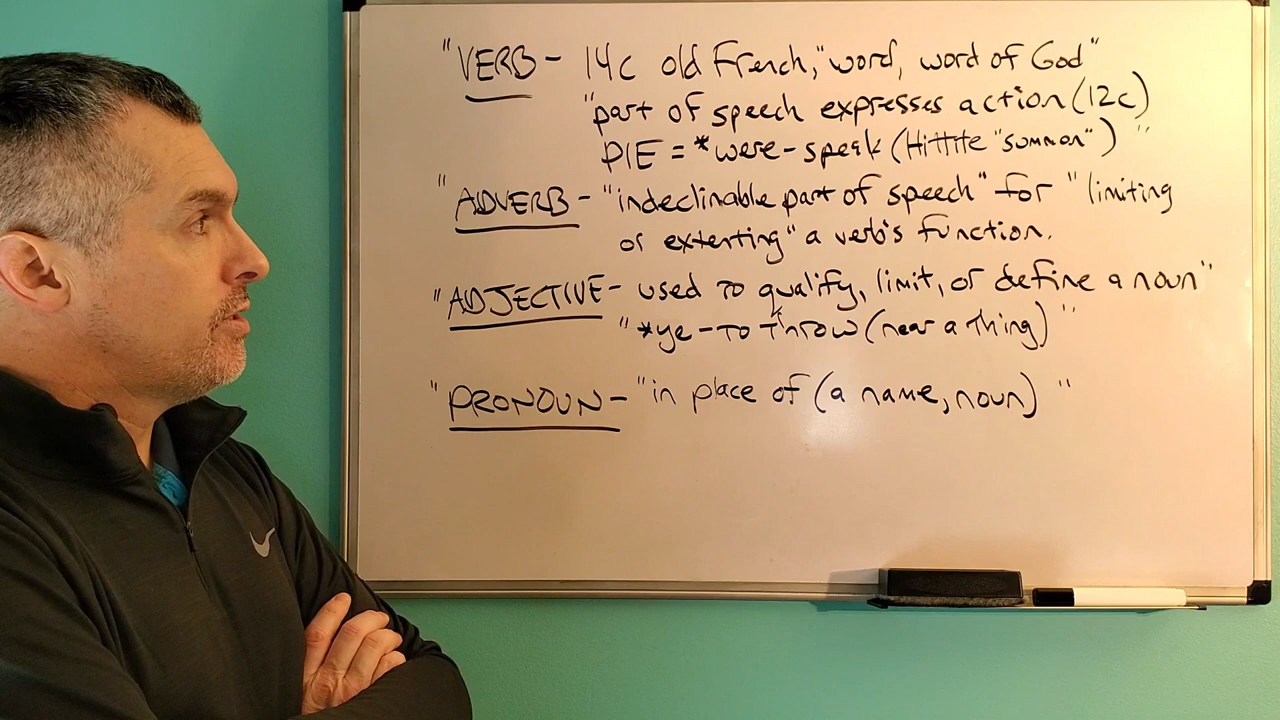 "VERB - 14c old French, "word, word of God"
"part of speech expresses action (12c)
PIE = *were - speak (Hittite "summon") "
"ADVERB - "indeclinable part of speech" for "limiting
or extenting" a verb's function.
"ADJECTIVE - used to qualify, limit, or define a noun"
"*ye - to throw (near a thing) "
"PRONOUN - "in place of (a name, noun) "